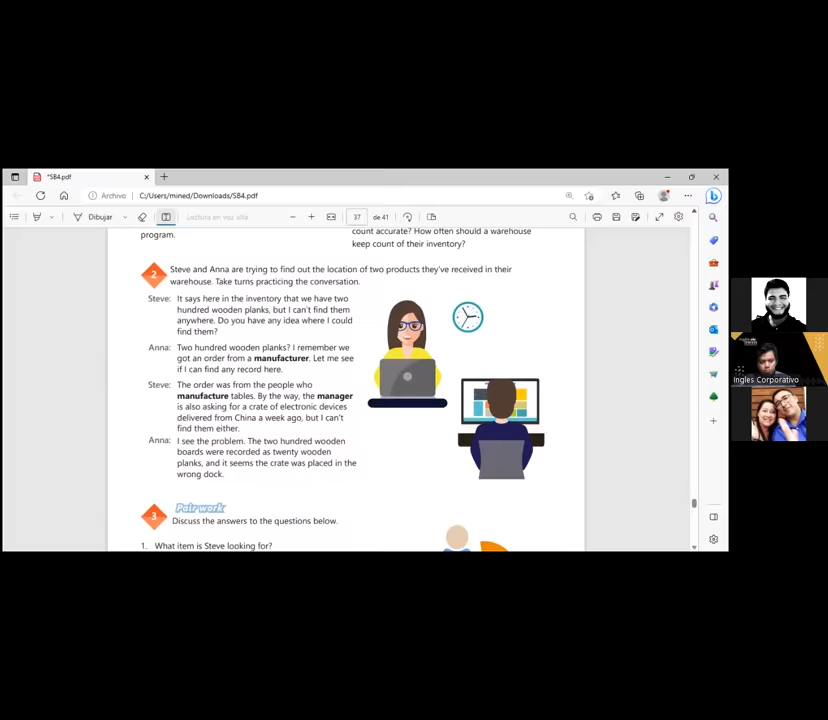 *SB4.pdf
Archivo
C:/Users/mined/Downloads/SB4.pdf
Dibujar
Lectura en voz alta
37
de 41
program.
count accurate? How often should a warehouse
keep count of their inventory?
2
Steve and Anna are trying to find out the location of two products they've received in their
warehouse. Take turns practicing the conversation.
Steve: It says here in the inventory that we have two
hundred wooden planks, but I can't find them
anywhere. Do you have any idea where I could
find them?
Anna: Two hundred wooden planks? I remember we
got an order from a manufacturer. Let me see
if I can find any record here.
Steve: The order was from the people who
manufacture tables. By the way, the manager
is also asking for a crate of electronic devices
delivered from China a week ago, but I can't
find them either.
Anna: I see the problem. The two hundred wooden
boards were recorded as twenty wooden
planks, and it seems the crate was placed in the
wrong dock.
3
Pair work
Discuss the answers to the questions below.
1. What item is Steve looking for?
Ingles Corporativo